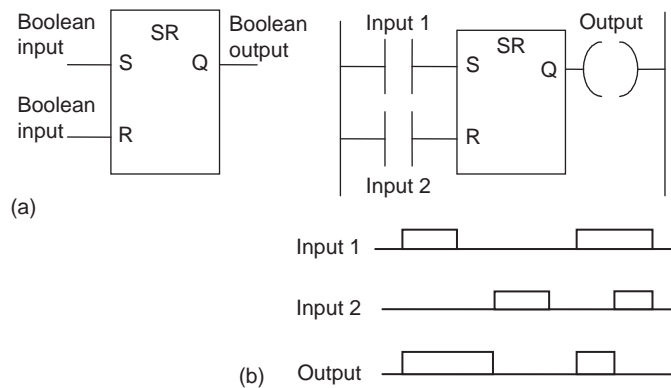 Boolean
input
SR
Boolean
output
S
Q
Boolean
input
R
(a)
Input 1
Output
SR
S
Q
R
Input 2
Input 1
Input 2
(b)
Output